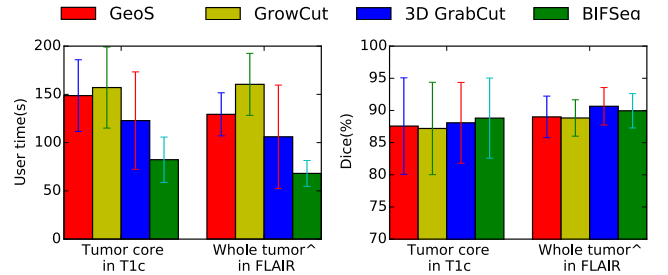 GeoS GrowCut 3D GrabCut BIFSeg
200
150
100
50
0
User time(s)
Tumor core
in T1c
Whole tumor^
in FLAIR
100
95
90
85
80
75
70
Dice(%)
Tumor core
in T1c
Whole tumor^
in FLAIR